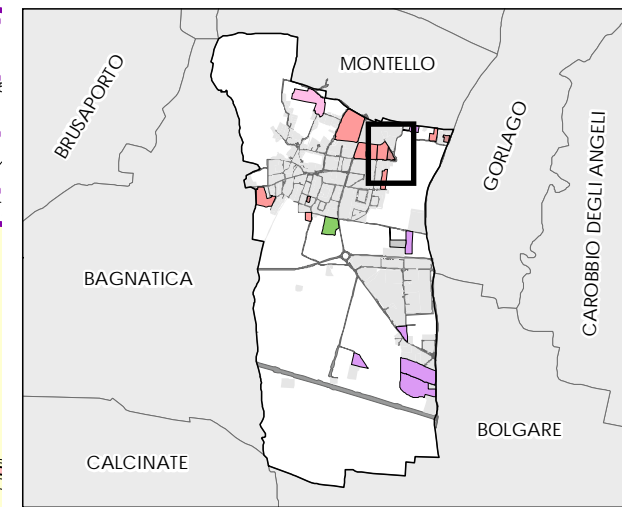 MONTELLO
BRUSAPORTO
GORLAGO
CAROBBIO DEGLI ANGELI
BAGNATICA
BOLGARE
CALCINATE